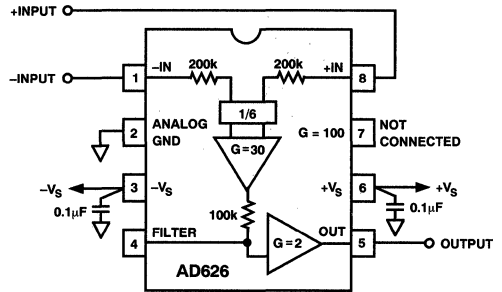 +INPUT
–INPUT
1
–IN
200k
200k
+IN
8
1/6
2
ANALOG
GND
G = 30
G = 100
7
NOT
CONNECTED
–VS
3
–VS
+VS
6
+VS
0.1µF
100k
0.1µF
4
FILTER
G = 2
OUT
5
OUTPUT
AD626